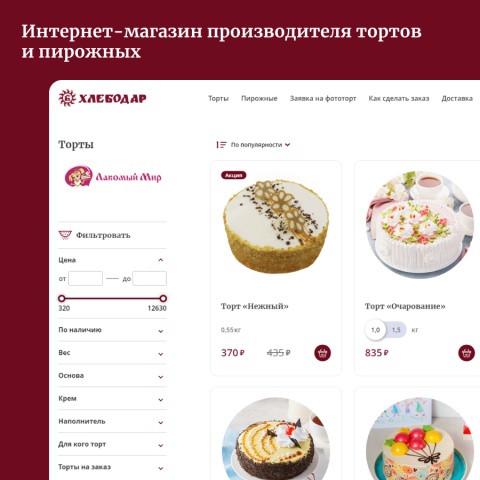 Интернет-магазин производителя тортов
и пирожных
ХЛЕБОДАР
Торты
Пирожные
Заявка на фототорт
Как сделать заказ
Доставка
Торты
По популярности
Лакомый Мир
Акция
Фильтровать
Цена
от
до
320
12630
По наличию
Вес
Основа
Крем
Наполнитель
Для кого торт
Торты на заказ
Торт «Нежный»
0,55кг
370 ₽
435 ₽
Торт «Очарование»
1,0
1,5
кг
835 ₽